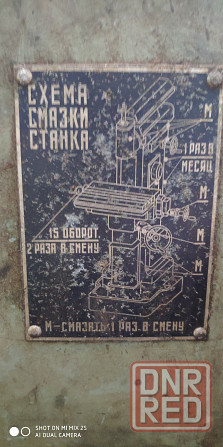 СХЕМА
СМАЗКИ
СТАНКА
М
1 РАЗ В
МЕСЯЦ
М
М
15 ОБОРОТ.
2 РАЗА В СМЕНУ
М
М
М-СМАЗАТЬ 1 РАЗ В СМЕНУ
DNR
RED
SHOT ON MI MIX 2S
AI DUAL CAMERA